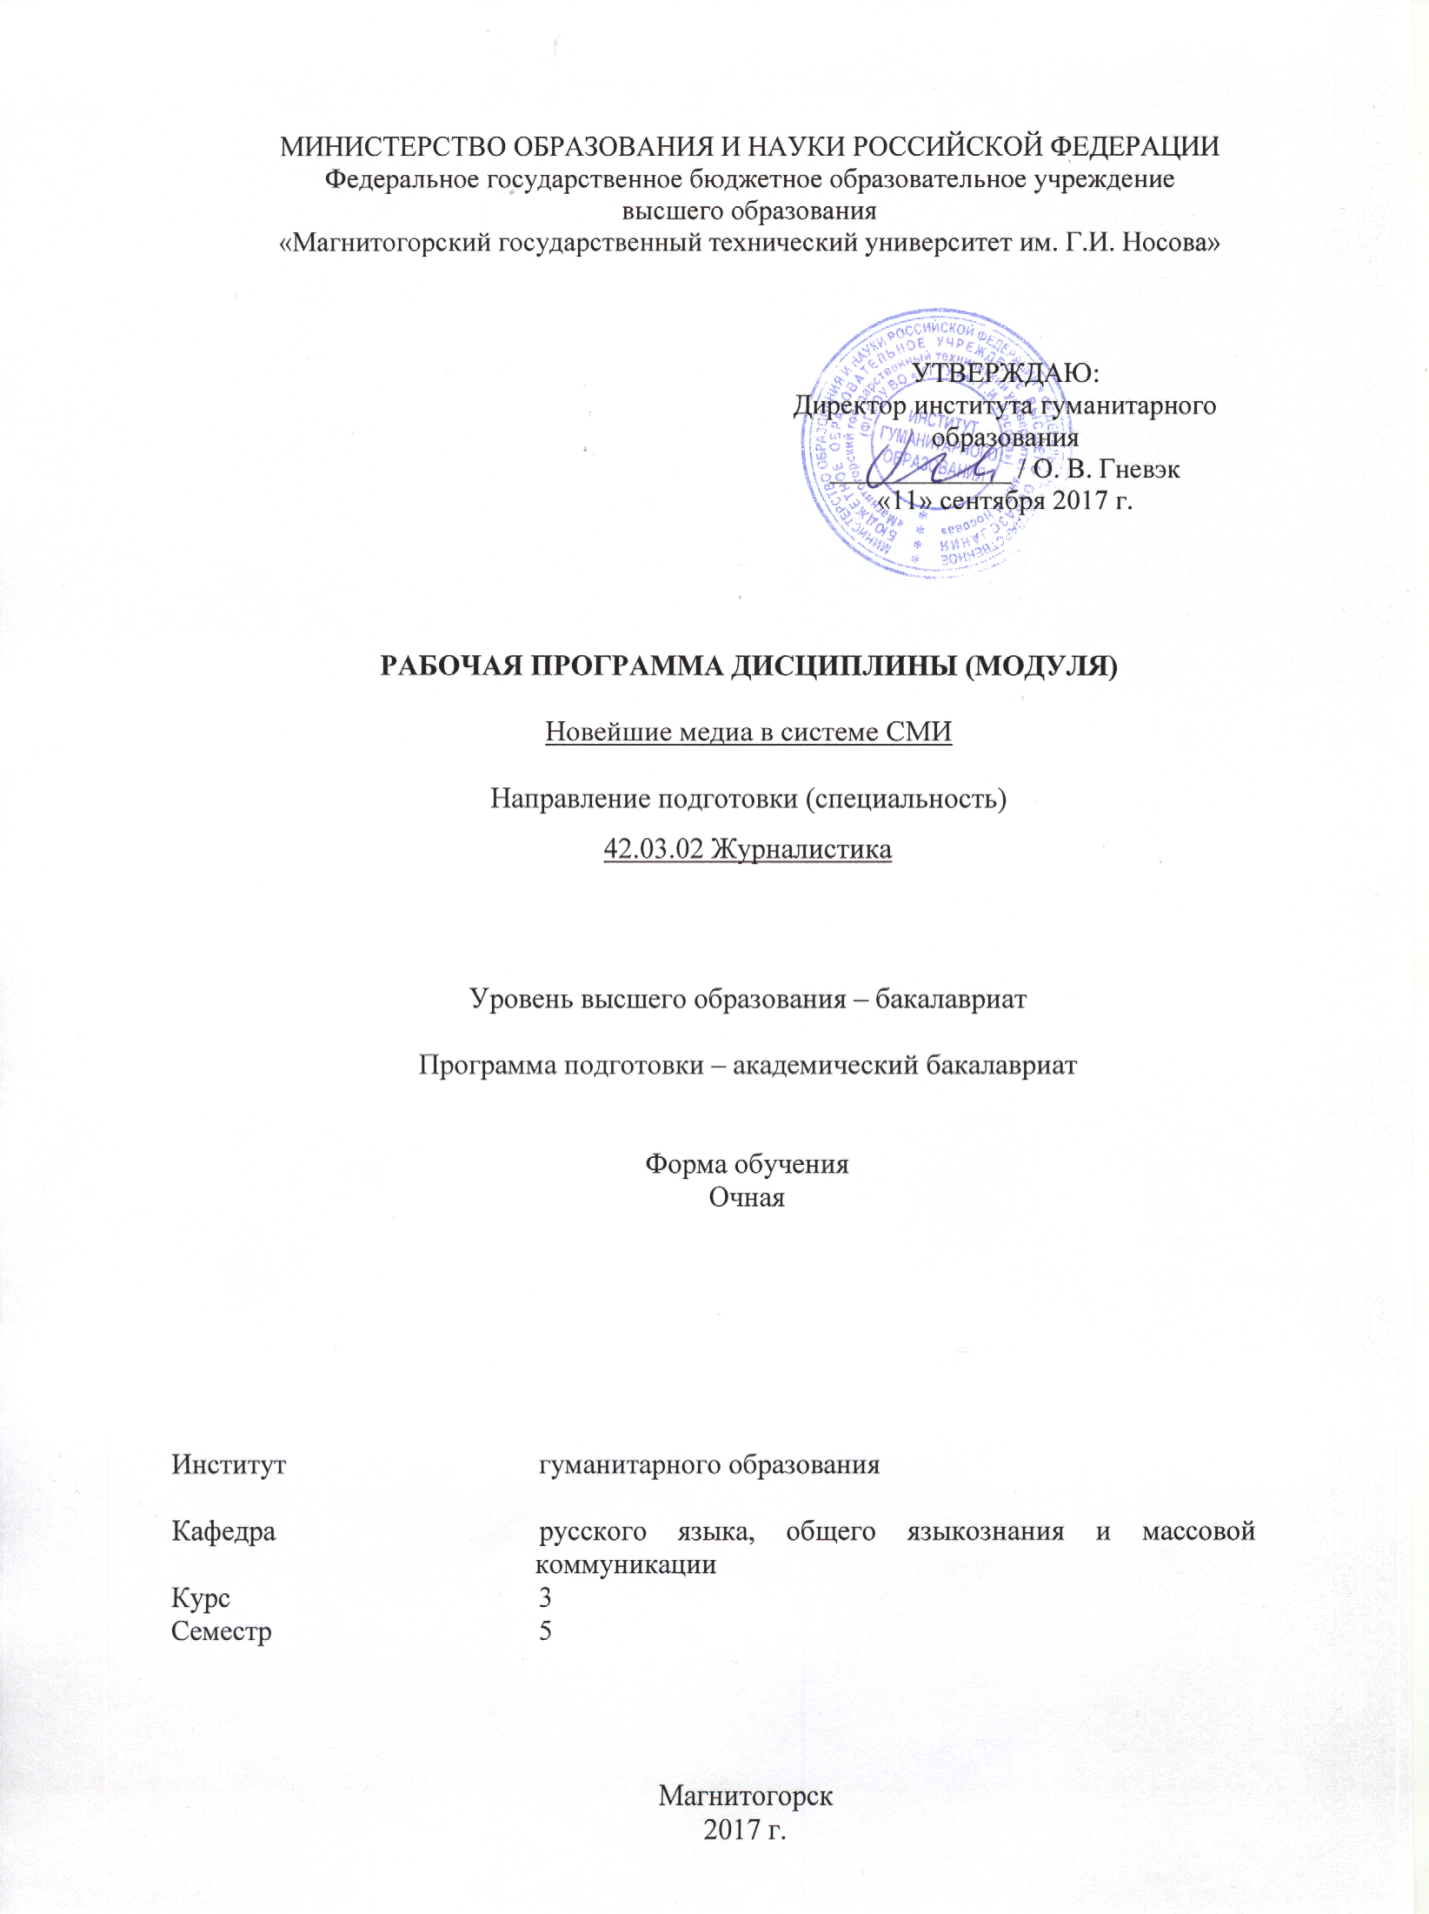 МИНИСТЕРСТВО ОБРАЗОВАНИЯ И НАУКИ РОССИЙСКОЙ ФЕДЕРАЦИИ
Федеральное государственное бюджетное образовательное учреждение
высшего образования
«Магнитогорский государственный технический университет им. Г.И. Носова»
УТВЕРЖДАЮ:
Директор института гуманитарного
образования
/ О. В. Гневэк
«11» сентября 2017 г.
ИНСТИТУТ
ГУМАНИТАРНОГО
ОБРАЗОВАНИЯ
РАБОЧАЯ ПРОГРАММА ДИСЦИПЛИНЫ (МОДУЛЯ)
Новейшие медиа в системе СМИ
Направление подготовки (специальность)
42.03.02 Журналистика
Уровень высшего образования – бакалавриат
Программа подготовки – академический бакалавриат
Форма обучения
Очная
Институт гуманитарного образования
Кафедра русского языка, общего языкознания и массовой
коммуникации
Курс 3
Семестр 5
Магнитогорск
2017 г.